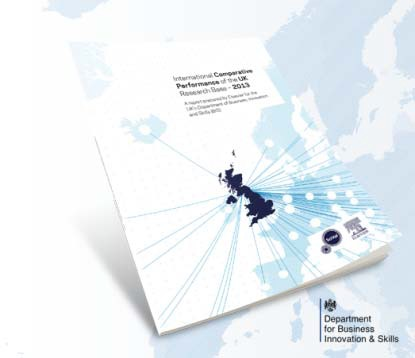 International Comparative
Performance of the UK
Research Base - 2013
A report prepared by Elsevier for the
UK's Department of Business, Innovation
and Skills (BIS)
Department
for Business
Innovation & Skills